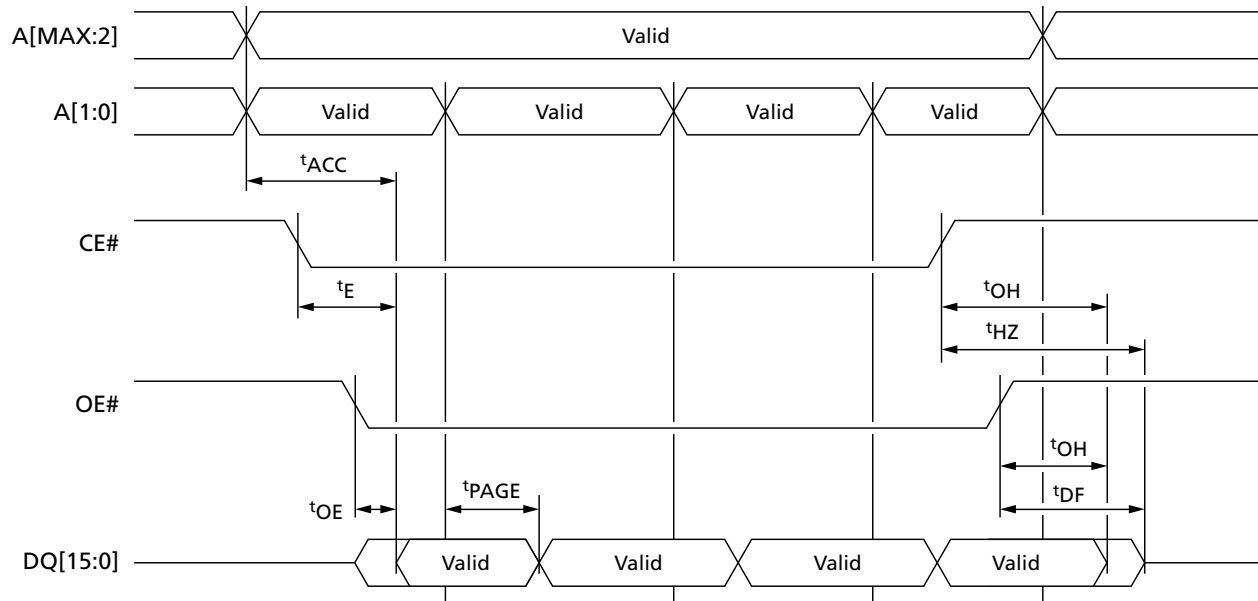 A[MAX:2] Valid
A[1:0] Valid Valid Valid Valid
tACC
CE#
tE tOH
tHZ
OE#
tOH
tPAGE tDF
tOE
DQ[15:0] Valid Valid Valid Valid